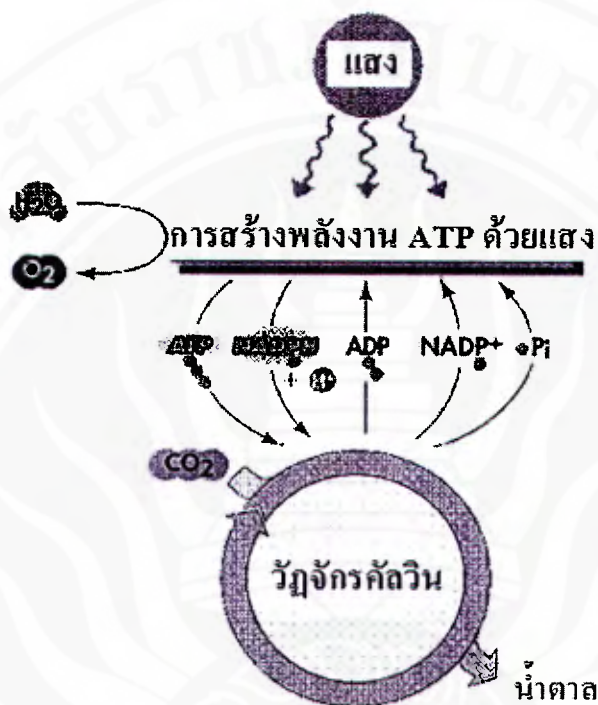 แสง
H2O
การสร้างพลังงาน ATP ด้วยแสง
O2
ATP ADP NADP+ Pi
+ H
CO2
วัฏจักรคัลวิน
น้ำตาล